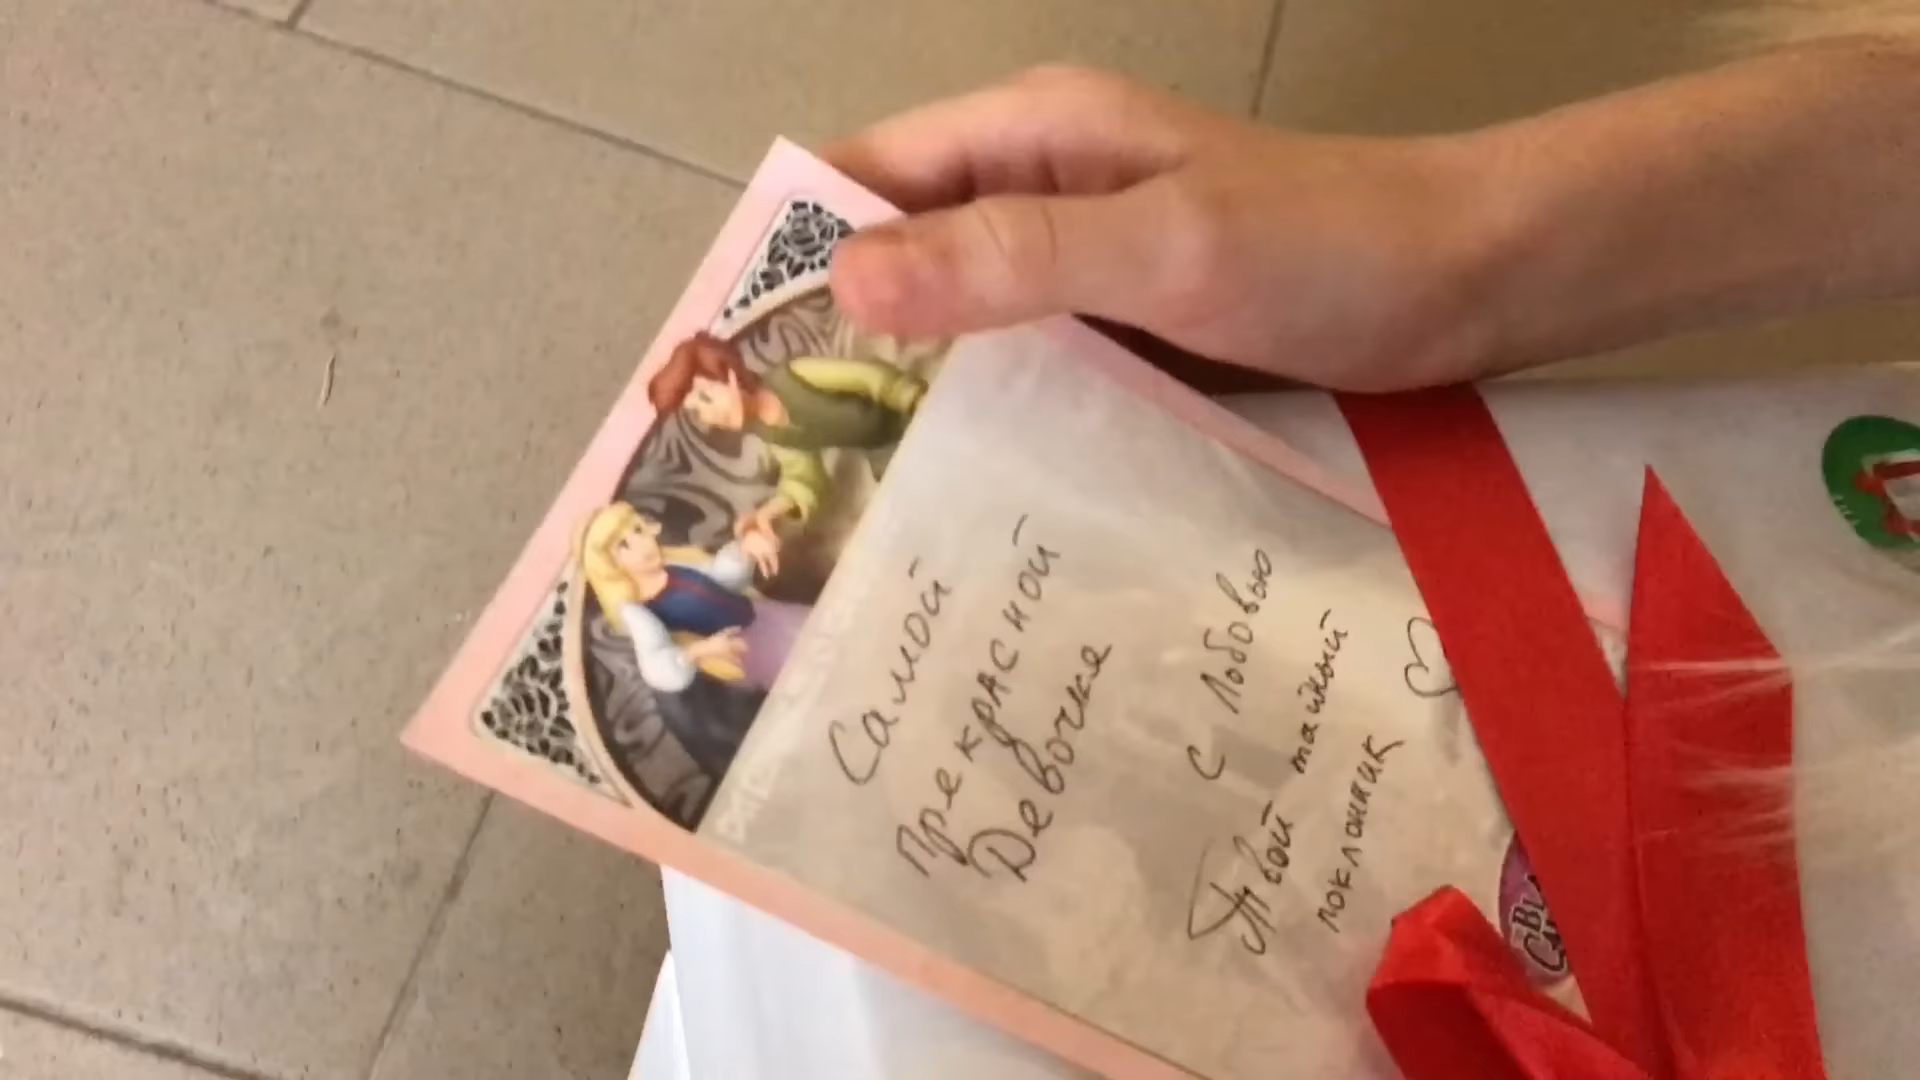 Самой
прекрасной
Девочке
с Любовью
Твой тайный
поклонник